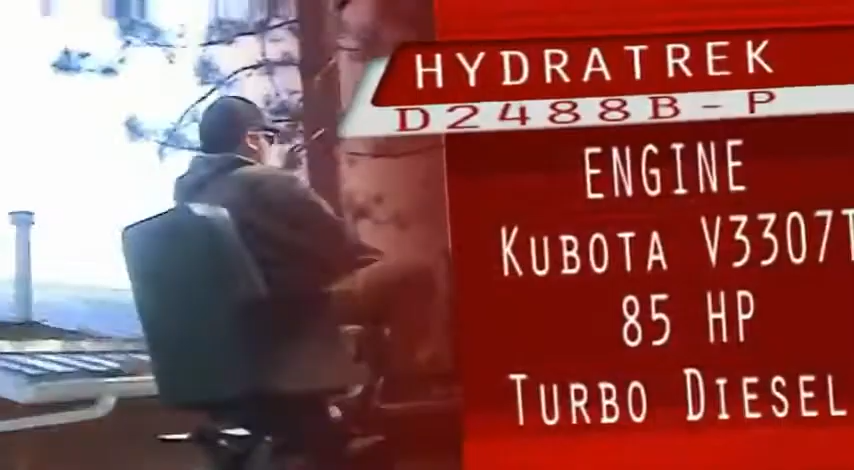 HYDRATREK
D2488B-P
ENGINE
KUBOTA V3307T
85 HP
TURBO DIESEL